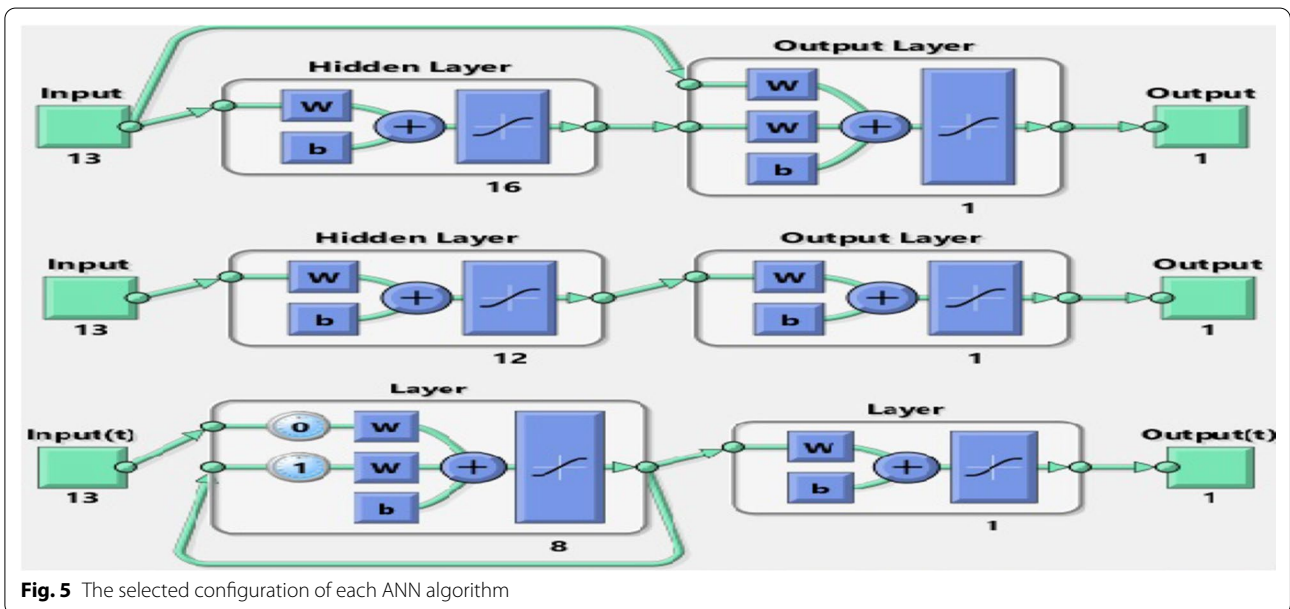 Output Layer
Hidden Layer
Input
Output
W
W
W
+
+
b
b
13
16
1
1
Hidden Layer
Output Layer
Input
Output
W
W
+
+
b
b
13
12
1
1
Layer
Layer
Input(t)
Output(t)
0
W
W
1
W
+
+
b
b
13
8
1
1
Fig. 5 The selected configuration of each ANN algorithm